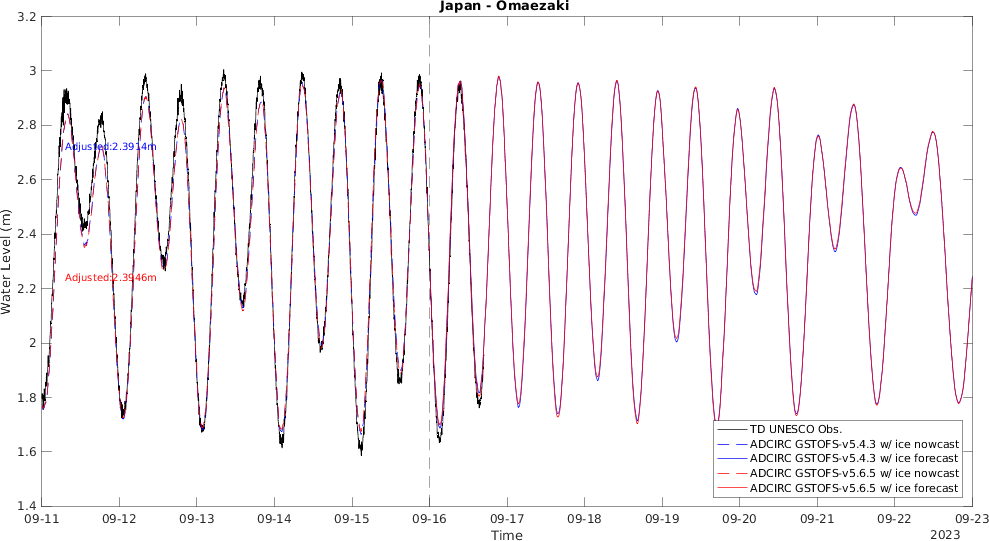 Japan - Omaezaki
3.2
3
2.8
2.6
2.4
2.2
2
1.8
1.6
1.4
Water Level (m)
Adjusted:2.3914m
Adjusted:2.3946m
TD UNESCO Obs.
ADCIRC GSTOFS-v5.4.3 w/ ice nowcast
ADCIRC GSTOFS-v5.4.3 w/ ice forecast
ADCIRC GSTOFS-v5.6.5 w/ ice nowcast
ADCIRC GSTOFS-v5.6.5 w/ ice forecast
09-11 09-12 09-13 09-14 09-15 09-16 09-17 09-18 09-19 09-20 09-21 09-22 09-23
Time
2023